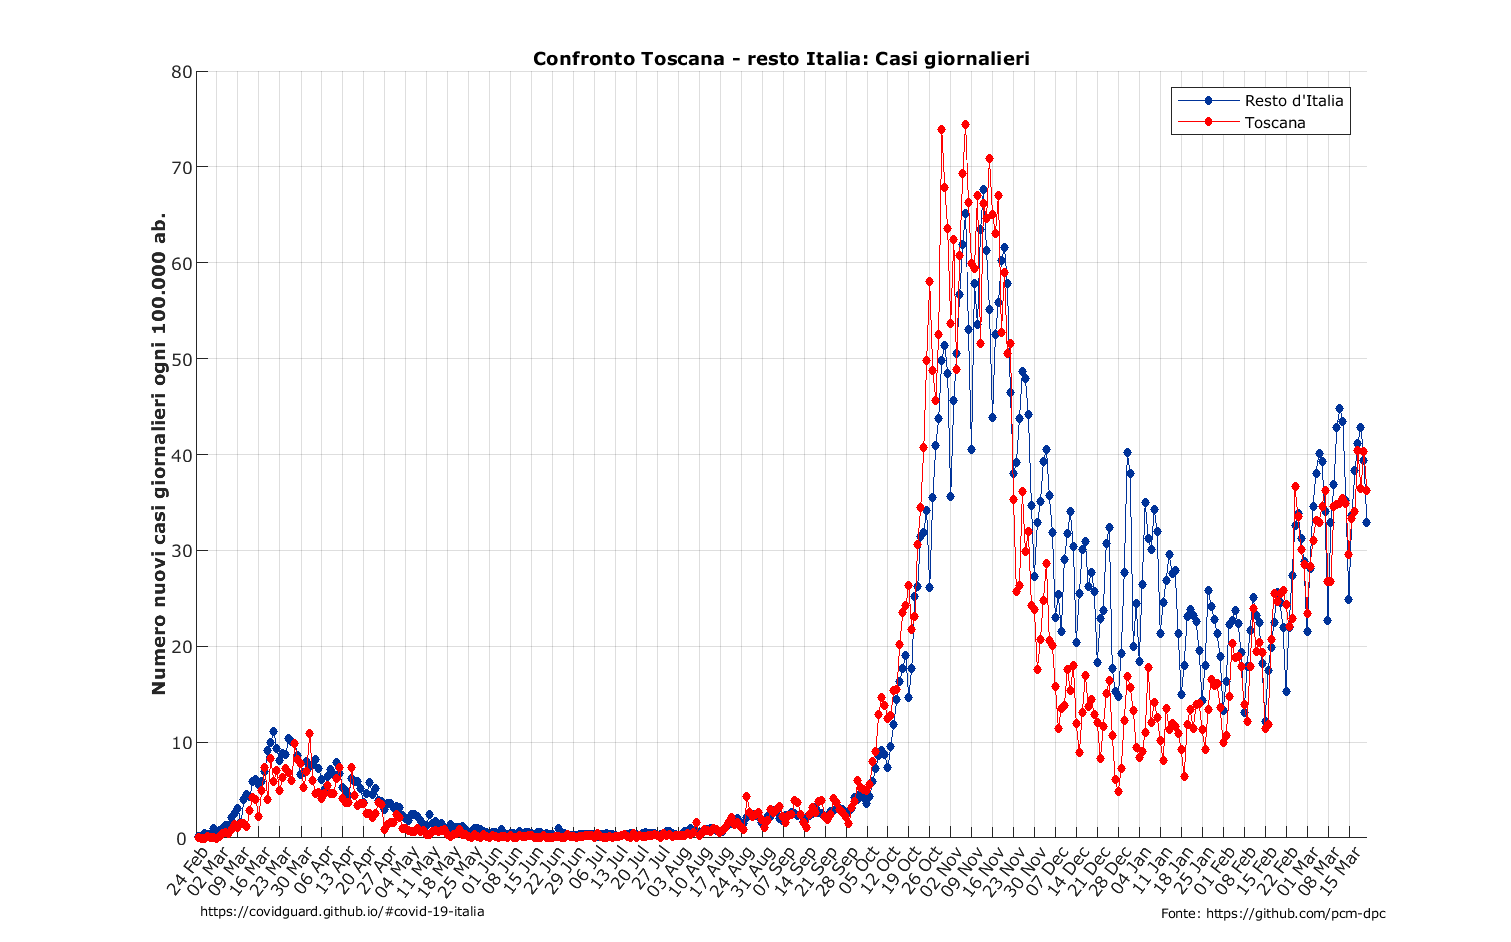 Confronto Toscana - resto Italia: Casi giornalieri
Numero nuovi casi giornalieri ogni 100.000 ab.
80
70
60
50
40
30
20
10
0
Resto d'Italia
Toscana
24 Feb
02 Mar
09 Mar
16 Mar
23 Mar
30 Mar
06 Apr
13 Apr
20 Apr
27 Apr
04 May
11 May
18 May
25 May
01 Jun
08 Jun
15 Jun
22 Jun
29 Jun
06 Jul
13 Jul
20 Jul
27 Jul
03 Aug
10 Aug
17 Aug
24 Aug
31 Aug
07 Sep
14 Sep
21 Sep
28 Sep
05 Oct
12 Oct
19 Oct
26 Oct
02 Nov
09 Nov
16 Nov
23 Nov
30 Nov
07 Dec
14 Dec
21 Dec
28 Dec
04 Jan
11 Jan
18 Jan
25 Jan
01 Feb
08 Feb
15 Feb
22 Feb
01 Mar
08 Mar
15 Mar
https://covidguard.github.io/#covid-19-italia
Fonte: https://github.com/pcm-dpc